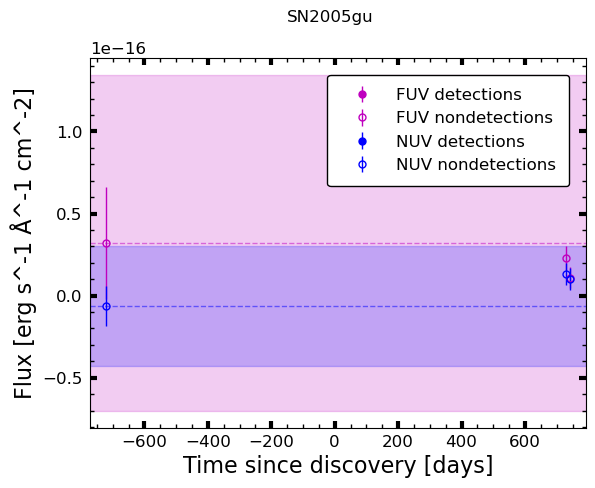 SN2005gu
1e−16
1.0
0.5
0.0
−0.5
Flux [erg s^-1 Å^-1 cm^-2]
FUV detections
FUV nondetections
NUV detections
NUV nondetections
−600 −400 −200 0 200 400 600
Time since discovery [days]